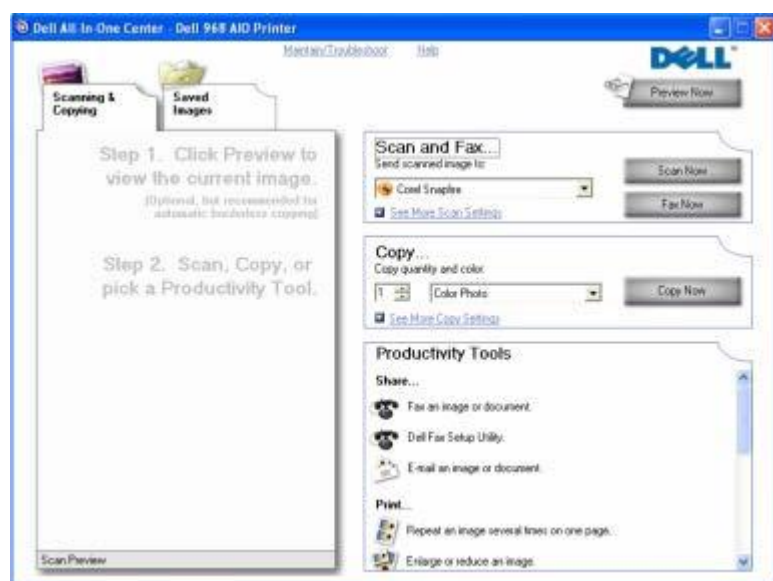 Dell All-In-One Center - Dell 968 AIO Printer
Maintain/Troubleshoot Help
DELL
Preview Now
Scanning &
Copying
Saved
Images
Step 1. Click Preview to
view the current image.
(Optional, but recommended for
automatic borderless copying)
Step 2. Scan, Copy, or
pick a Productivity Tool.
Scan Preview
Scan and Fax...
Send scanned image to:
Corel Snapfire
Scan Now
See More Scan Settings
Fax Now
Copy...
Copy quantity and color:
1 Color Photo
Copy Now
See More Copy Settings
Productivity Tools
Share...
Fax an image or document.
Dell Fax Setup Utility.
E-mail an image or document.
Print...
Repeat an image several times on one page.
Enlarge or reduce an image.